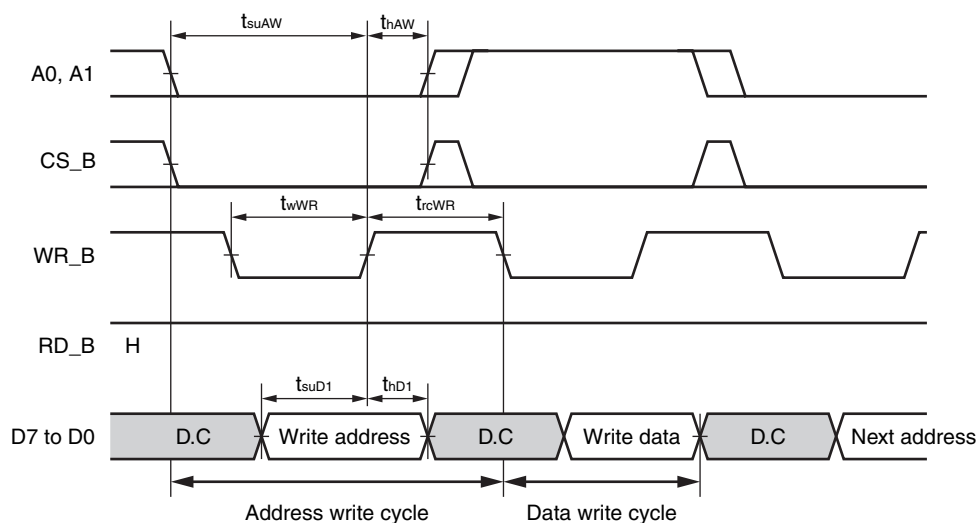 tsuAW thAW
A0, A1
CS_B
twWR trcWR
WR_B
RD_B H
tsuD1 thD1
D7 to D0 D.C Write address D.C Write data D.C Next address
Address write cycle Data write cycle